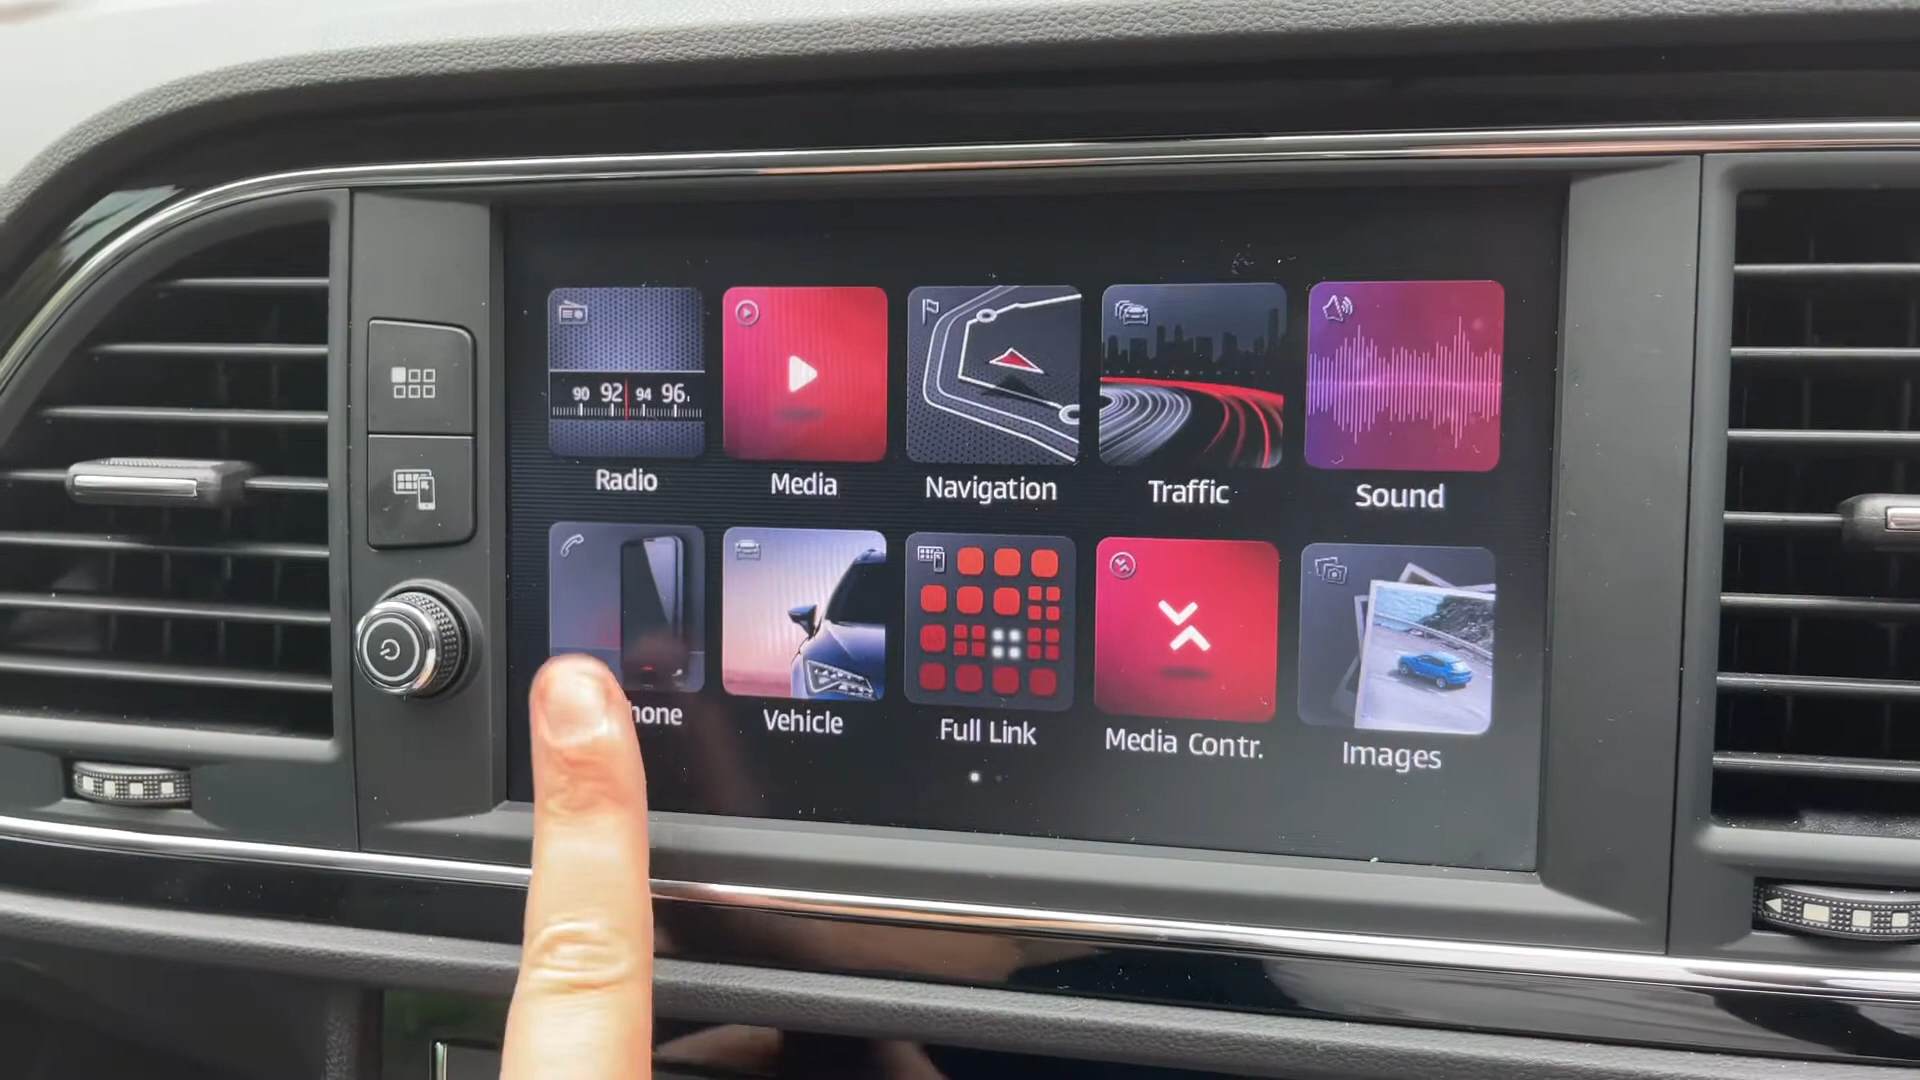 90 92 94 96
Radio
Media
Navigation
Traffic
Sound
hone
Vehicle
Full Link
Media Contr.
Images